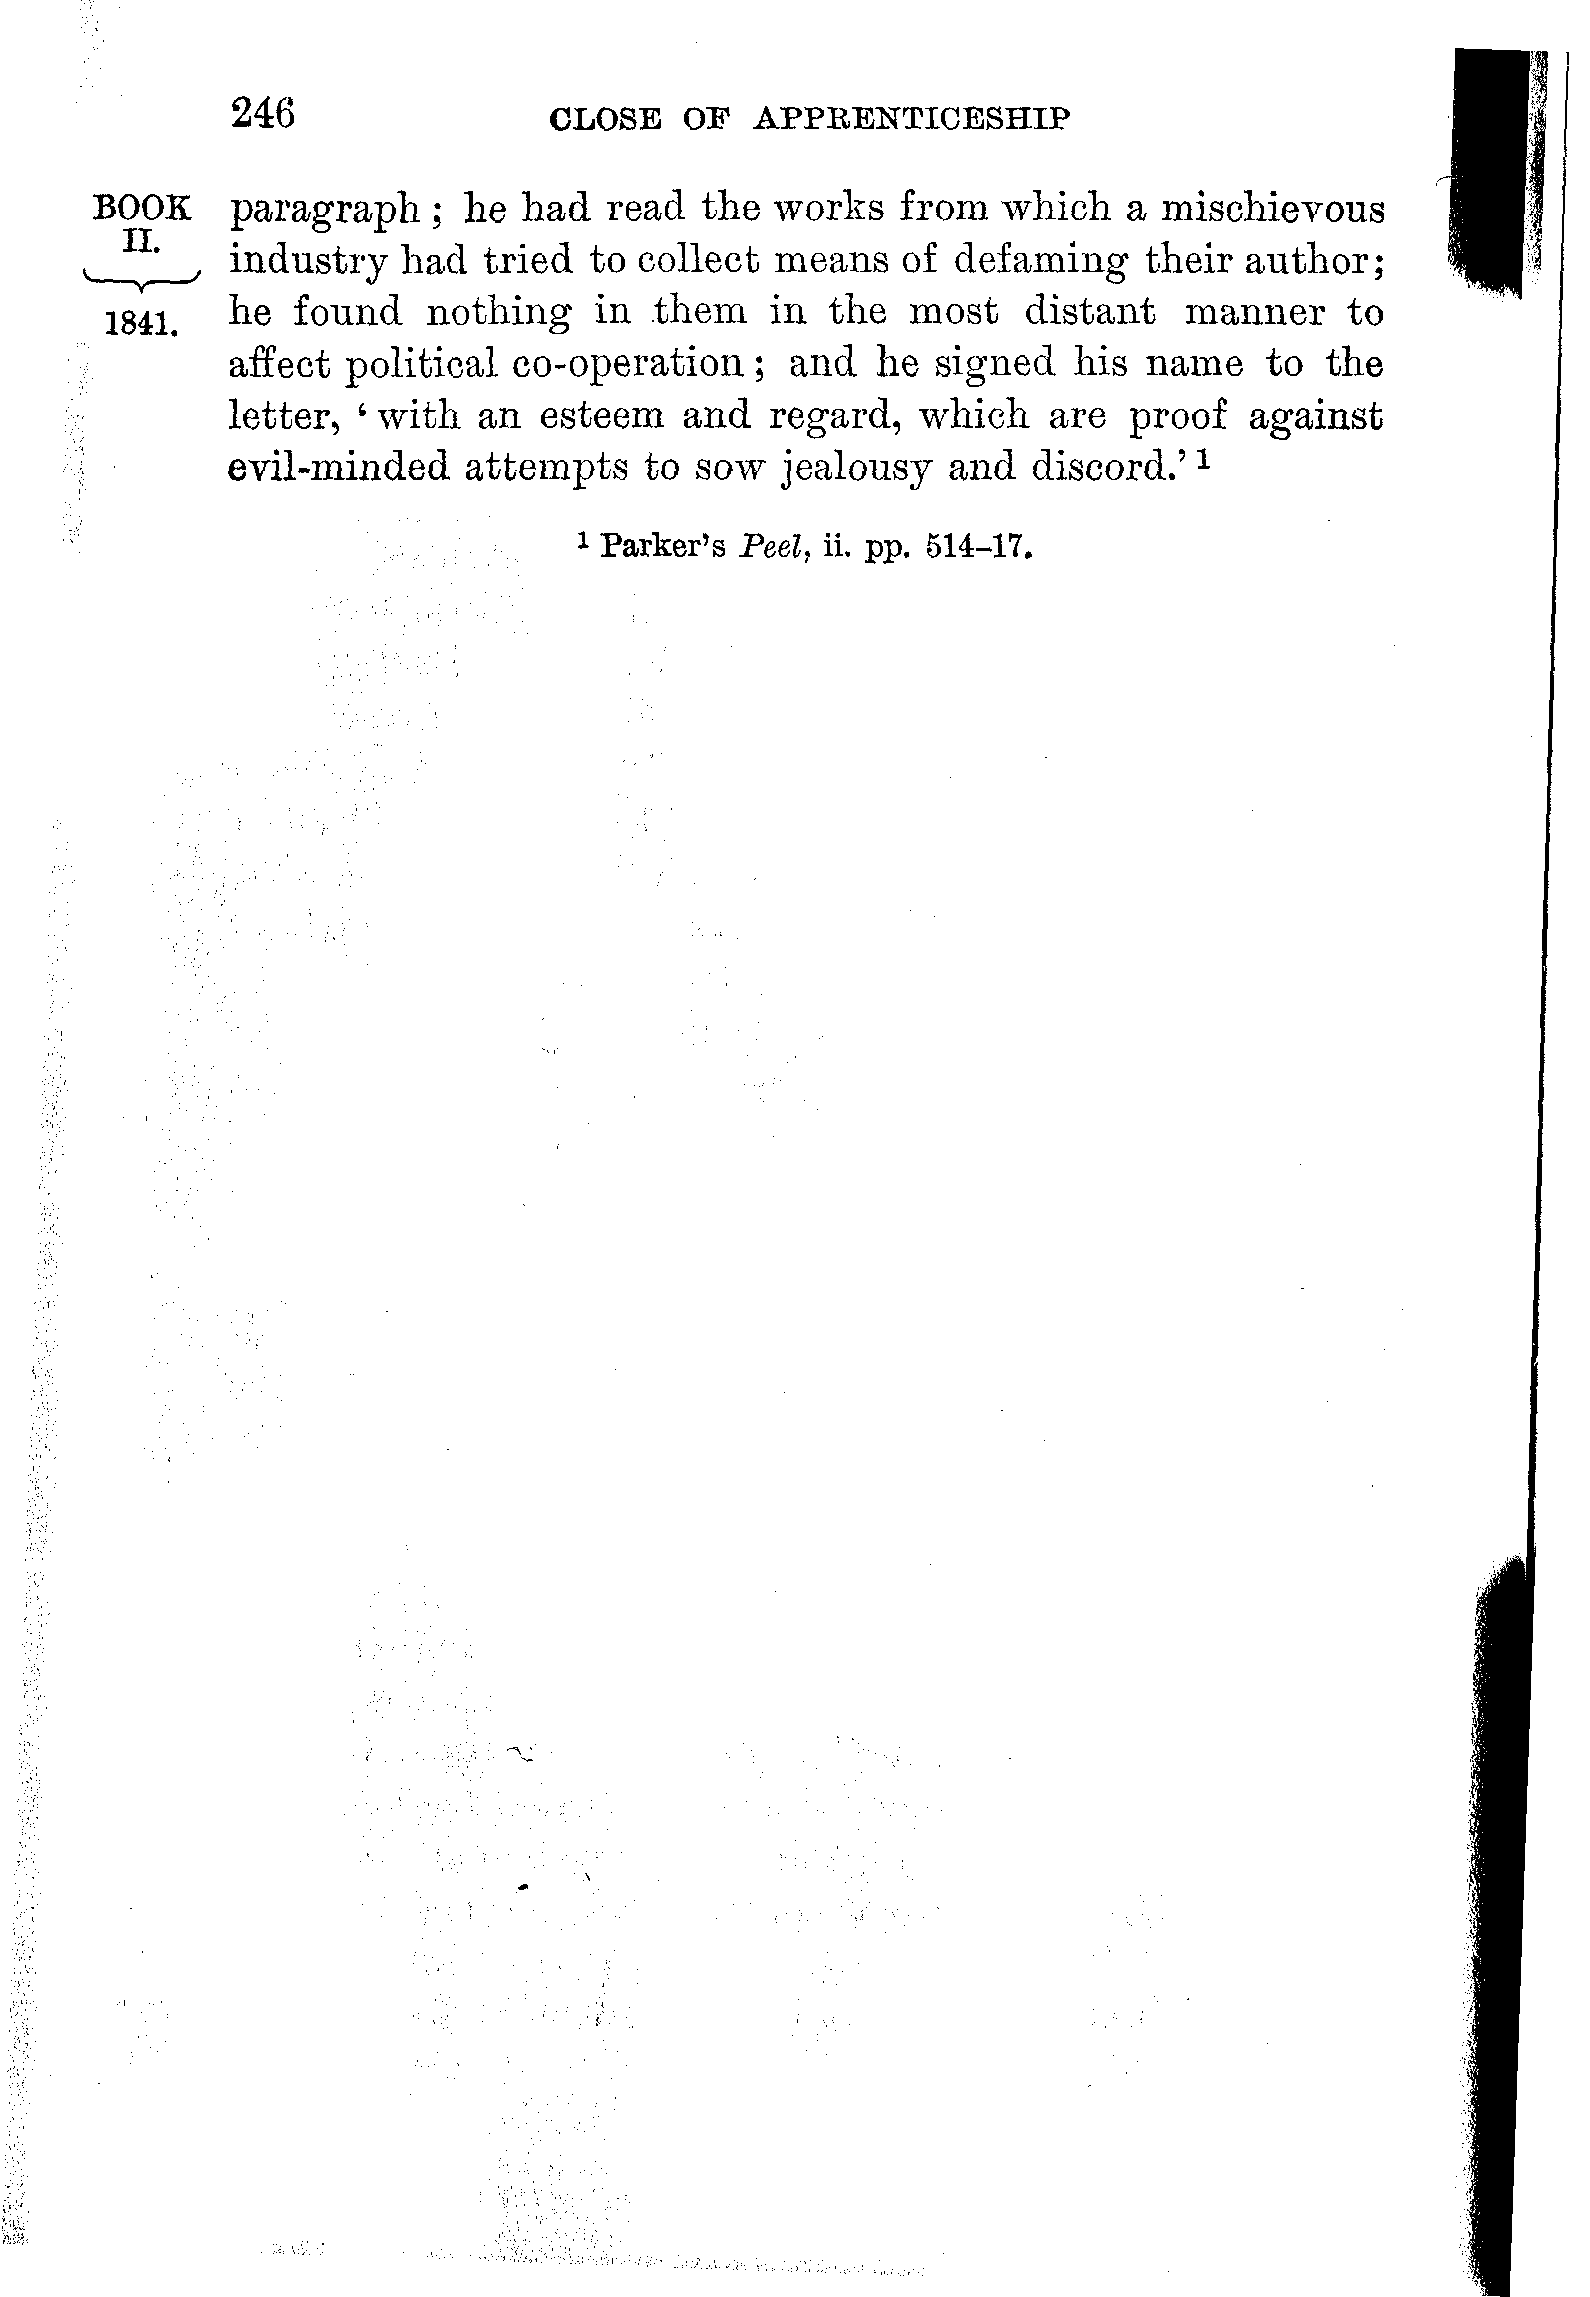 246 CLOSE OF APPRENTICESHIP
BOOK
II.
1841.
paragraph ; he had read the works from which a mischievous
industry had tried to collect means of defaming their author;
he found nothing in them in the most distant manner to
affect political co-operation ; and he signed his name to the
letter, ‘ with an esteem and regard, which are proof against
evil-minded attempts to sow jealousy and discord.’ 1
1 Parker’s Peel, ii. pp. 514–17.